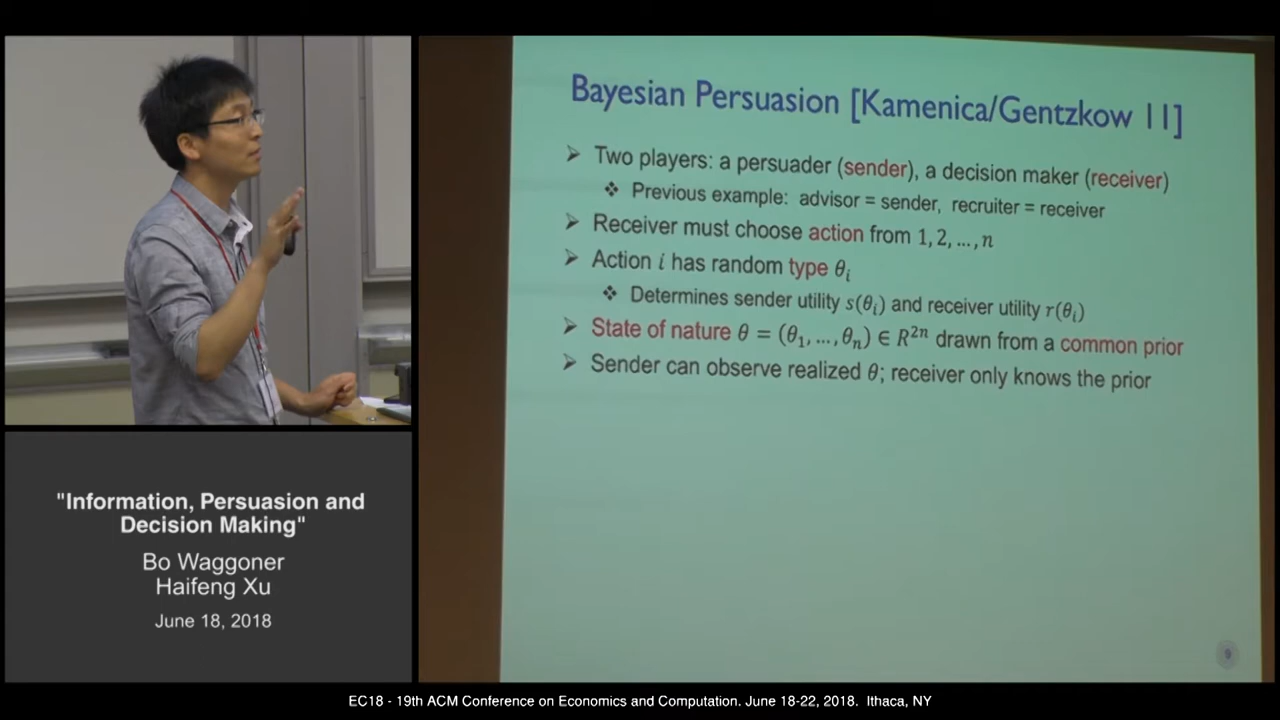 Bayesian Persuasion [Kamenica/Gentzkow 11]
➢ Two players: a persuader (sender), a decision maker (receiver)
❖ Previous example: advisor = sender, recruiter = receiver
➢ Receiver must choose action from 1, 2, ..., n
➢ Action i has random type θᵢ
❖ Determines sender utility s(θᵢ) and receiver utility r(θᵢ)
➢ State of nature θ = (θ₁, ..., θₙ) ∈ R²ⁿ drawn from a common prior
➢ Sender can observe realized θ; receiver only knows the prior
9
"Information, Persuasion and
Decision Making"
Bo Waggoner
Haifeng Xu
June 18, 2018
EC18 - 19th ACM Conference on Economics and Computation. June 18-22, 2018. Ithaca, NY